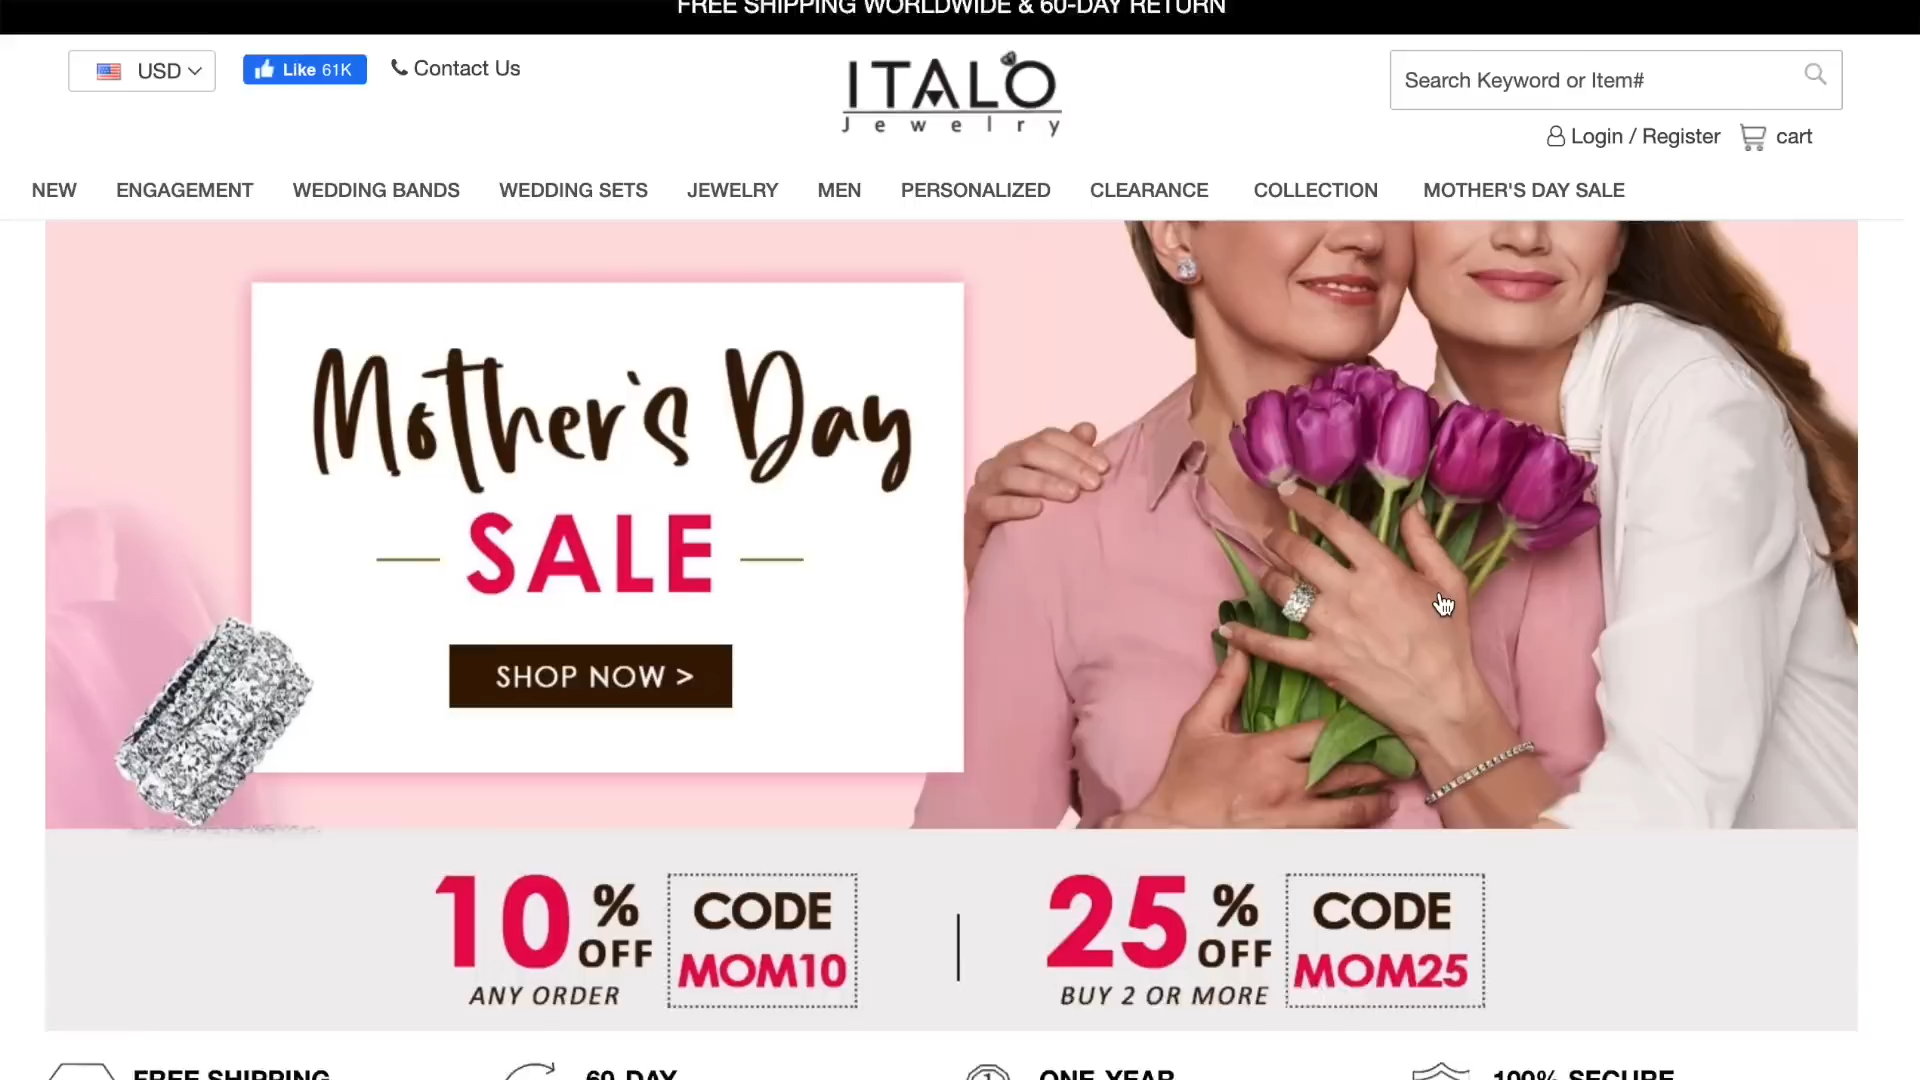 FREE SHIPPING WORLDWIDE & 60-DAY RETURN
USD
Like 61K
Contact Us
ITALO
Jewelry
Search Keyword or Item#
Login / Register
cart
NEW
ENGAGEMENT
WEDDING BANDS
WEDDING SETS
JEWELRY
MEN
PERSONALIZED
CLEARANCE
COLLECTION
MOTHER'S DAY SALE
Mother's Day
SALE
SHOP NOW >
10% OFF
ANY ORDER
CODE
MOM10
25% OFF
BUY 2 OR MORE
CODE
MOM25
FREE SHIPPING
60-DAY
ONE-YEAR
100% SECURE